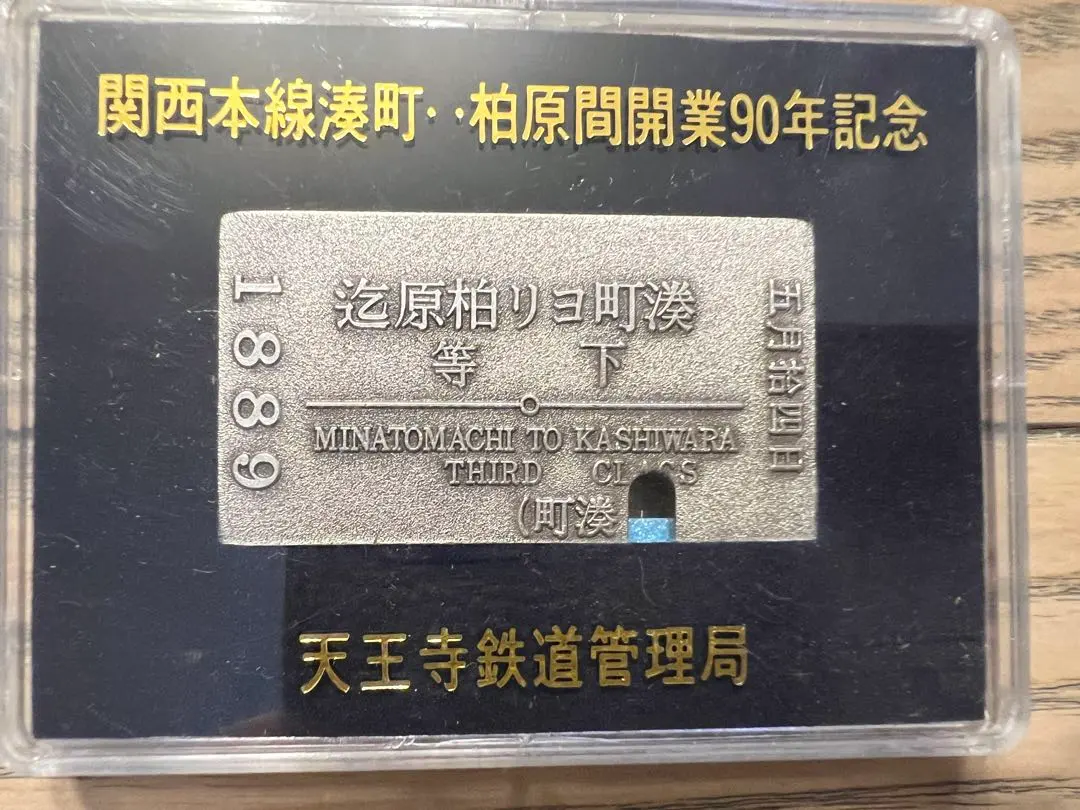 関西本線湊町‥柏原間開業90年記念
1889
湊町ヨリ柏原迄
下等
MINATOMACHI TO KASHIWARA
THIRD CLASS
湊町)
五月拾四日
天王寺鉄道管理局